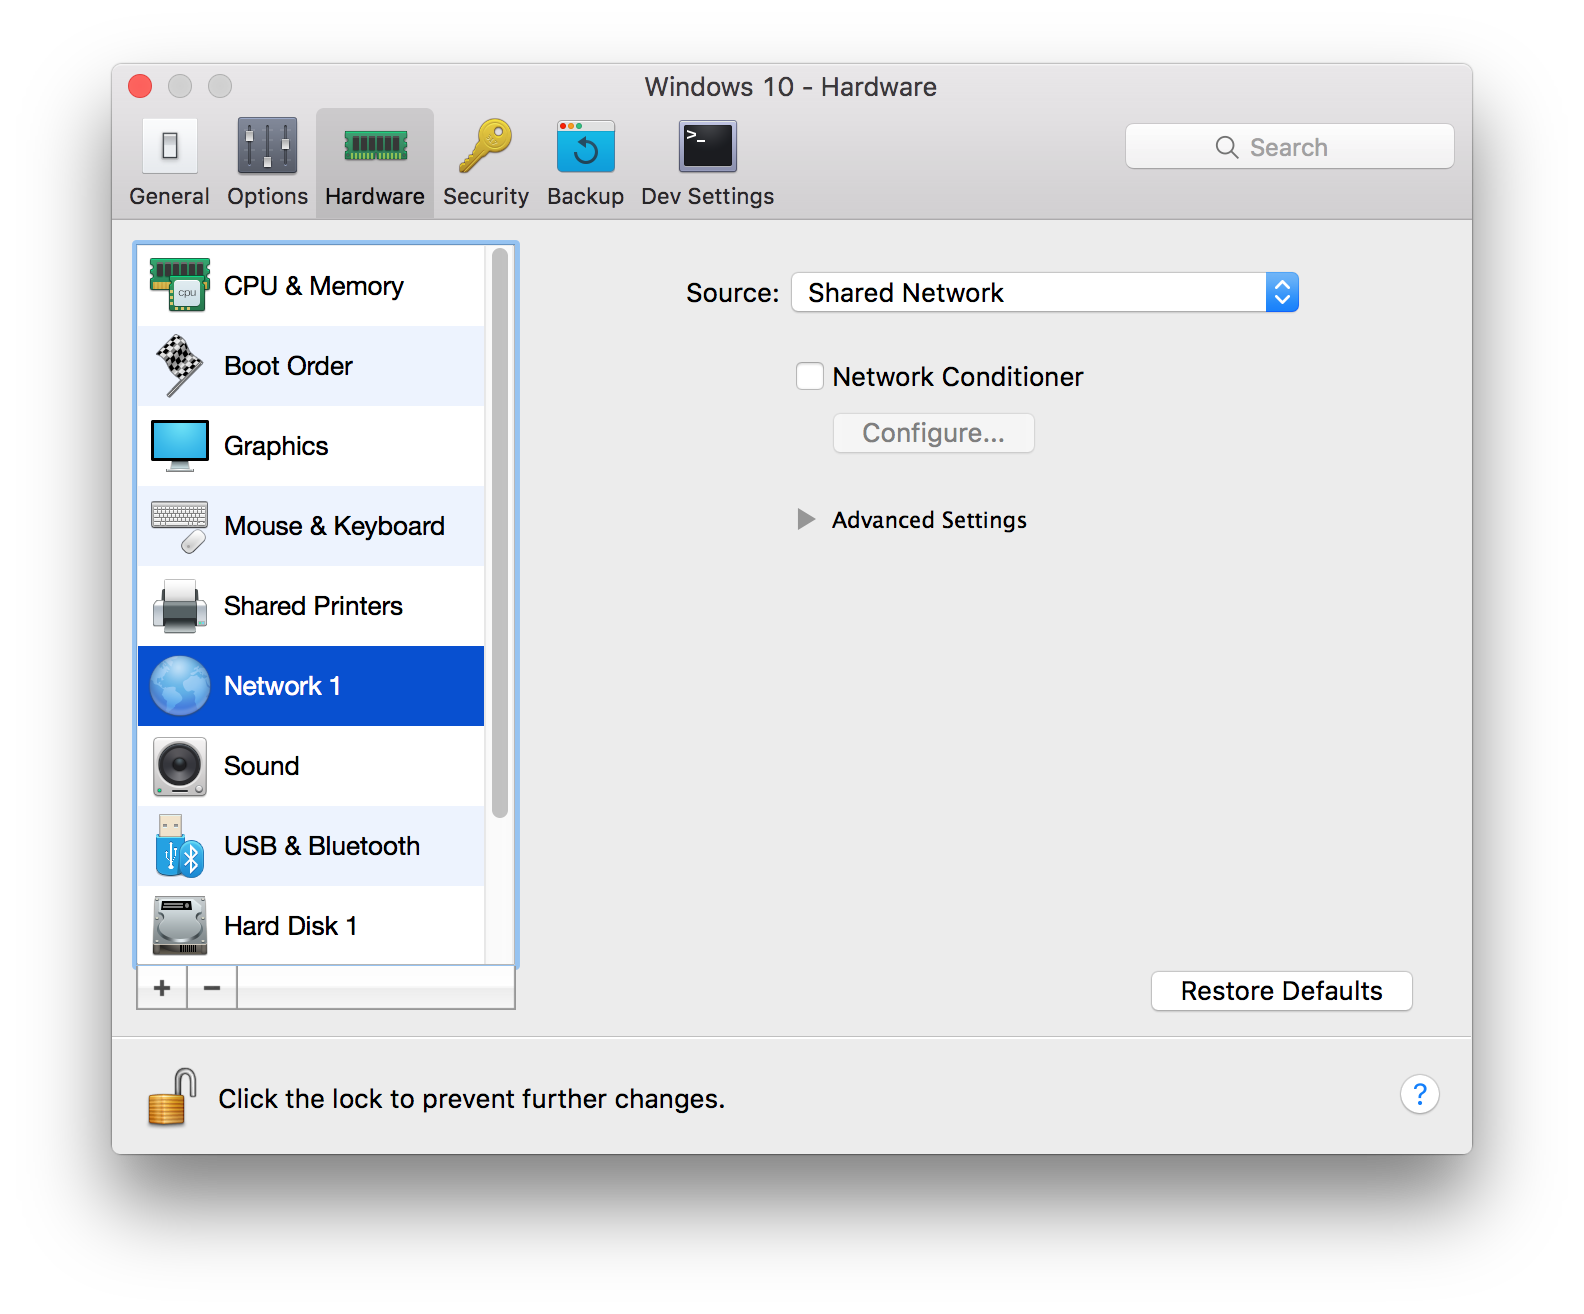 Windows 10 - Hardware
General
Options
Hardware
Security
Backup
>_
Dev Settings
Search
cpu
CPU & Memory
Boot Order
Graphics
Mouse & Keyboard
Shared Printers
Network 1
Sound
USB & Bluetooth
Hard Disk 1
+ −
Source: Shared Network
Network Conditioner
Configure...
Advanced Settings
Restore Defaults
Click the lock to prevent further changes.
?